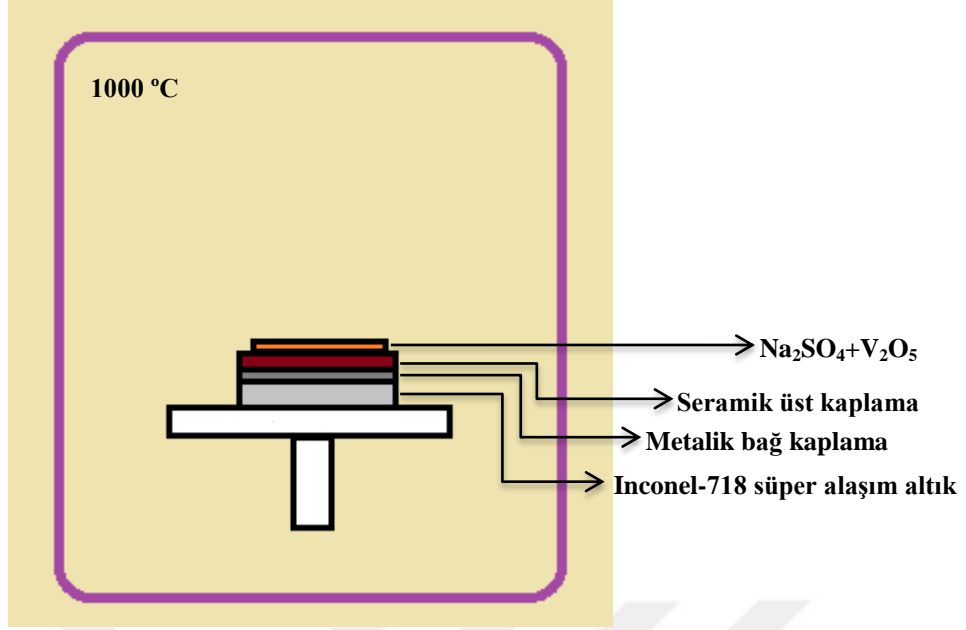 1000 ºC
Na₂SO₄+V₂O₅
Seramik üst kaplama
Metalik bağ kaplama
Inconel-718 süper alaşım altık